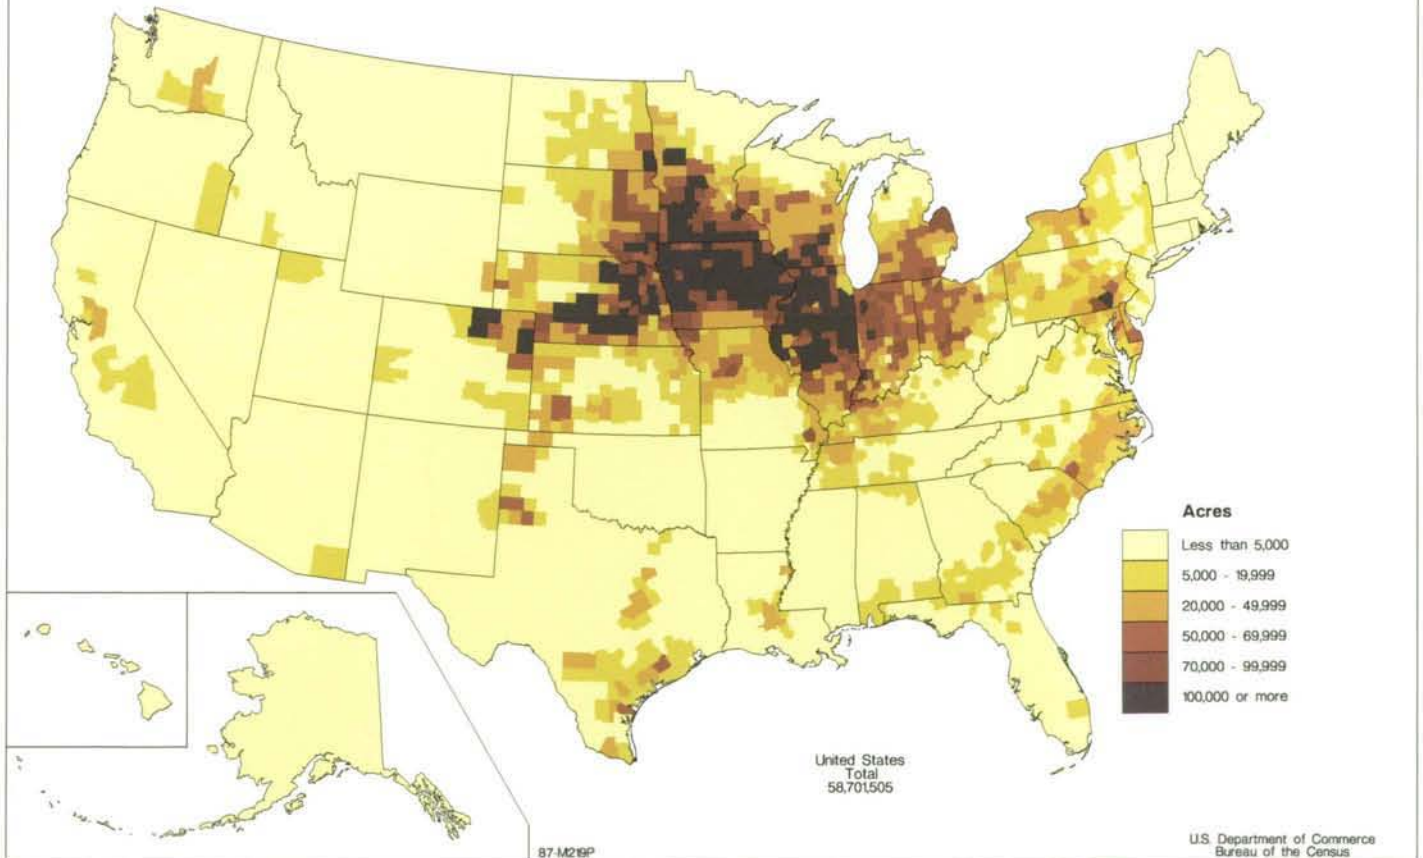 Acres
Less than 5,000
5,000 - 19,999
20,000 - 49,999
50,000 - 69,999
70,000 - 99,999
100,000 or more
United States
Total
58,701,505
87-M219P
U.S. Department of Commerce
Bureau of the Census